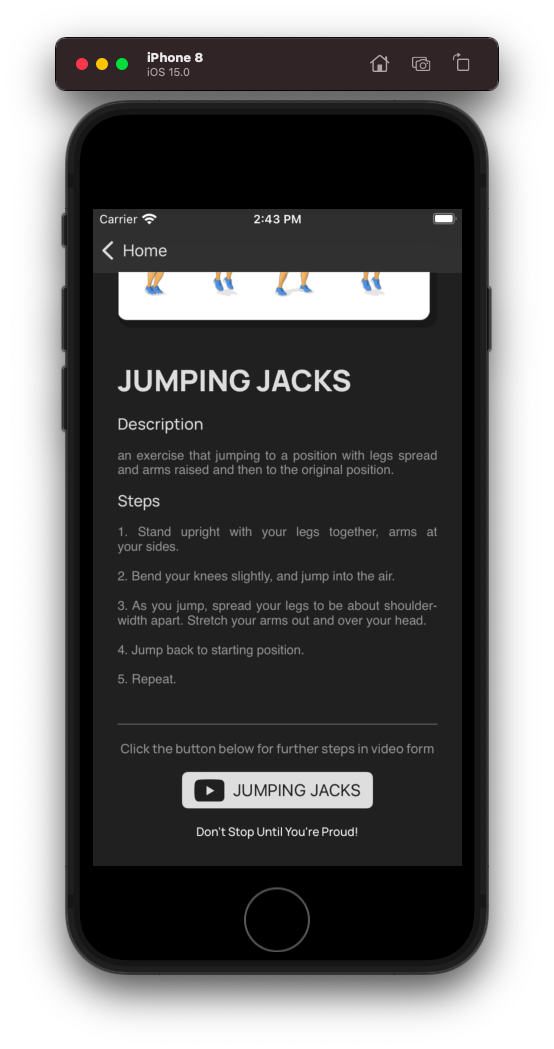 iPhone 8
iOS 15.0
Carrier 2:43 PM
Home
JUMPING JACKS
Description
an exercise that jumping to a position with legs spread
and arms raised and then to the original position.
Steps
1. Stand upright with your legs together, arms at
your sides.
2. Bend your knees slightly, and jump into the air.
3. As you jump, spread your legs to be about shoulder-
width apart. Stretch your arms out and over your head.
4. Jump back to starting position.
5. Repeat.
Click the button below for further steps in video form
JUMPING JACKS
Don't Stop Until You're Proud!